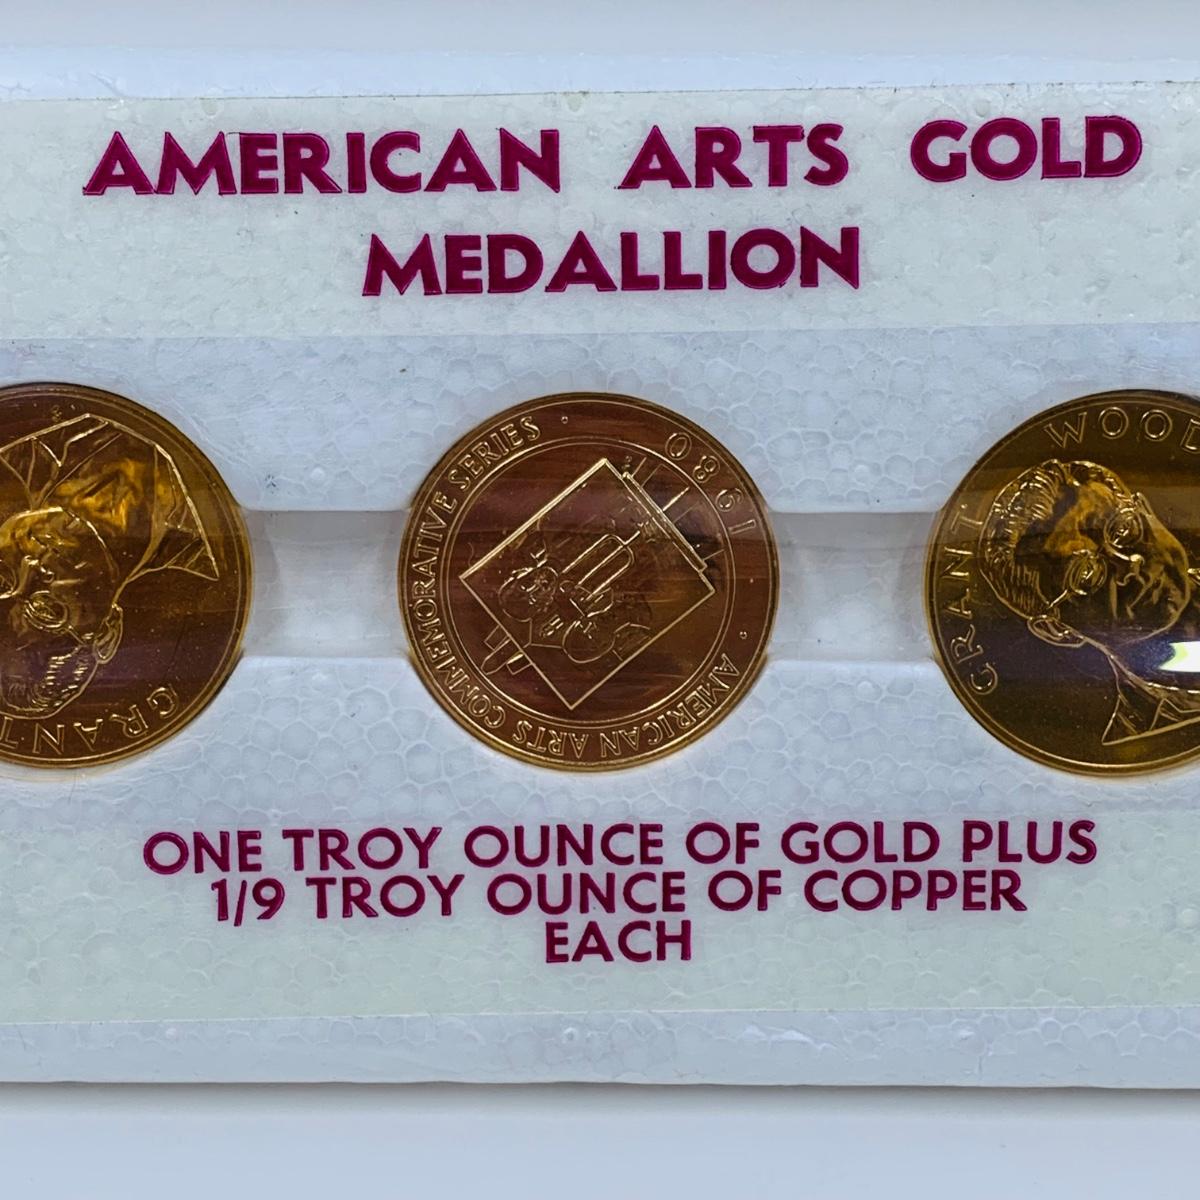 AMERICAN ARTS GOLD
MEDALLION
GRANT
COMMEMORATIVE SERIES · 1980 · AMERICAN ARTS
GRANT WOOD
ONE TROY OUNCE OF GOLD PLUS
1/9 TROY OUNCE OF COPPER
EACH